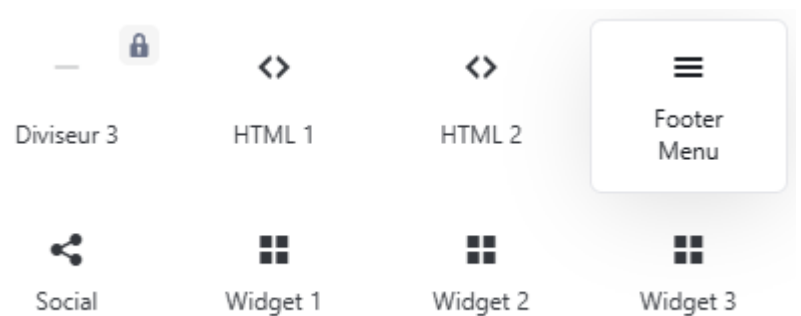 Diviseur 3
HTML 1
HTML 2
Footer
Menu
Social
Widget 1
Widget 2
Widget 3